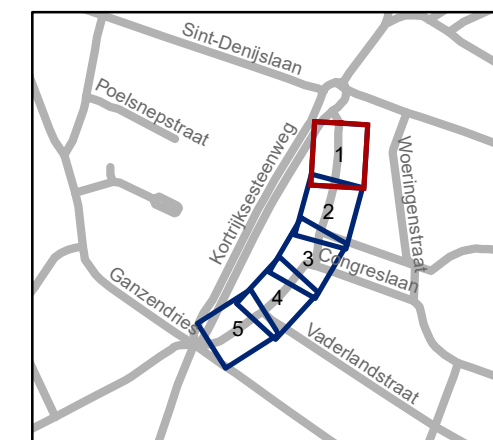 Sint-Denijslaan
Poelsnepstraat
Kortrijksesteenweg
Woeringenstraat
1
2
Congreslaan
3
Ganzendries
4
5
Vaderlandstraat